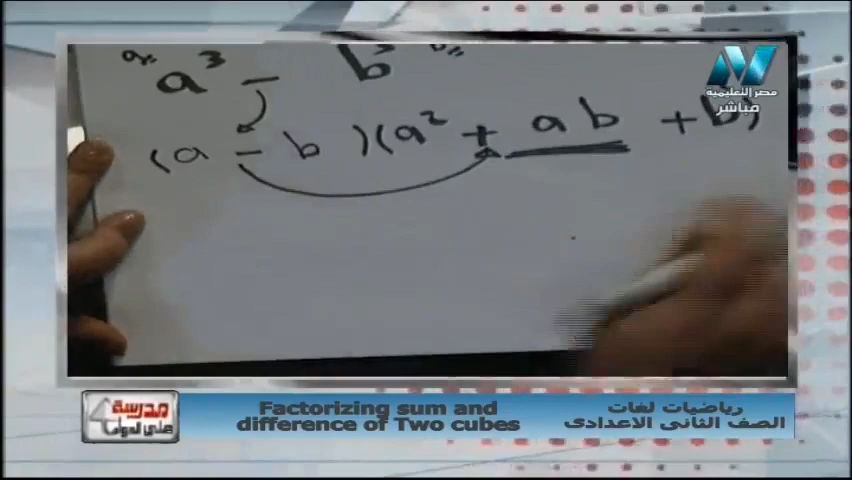 a³ - b³
(a - b)(a² + ab + b²)
مصر التعليمية
مباشر
مدرسة
على الهواء
Factorizing sum and
difference of Two cubes
رياضيات لغات
الصف الثانى الاعدادى